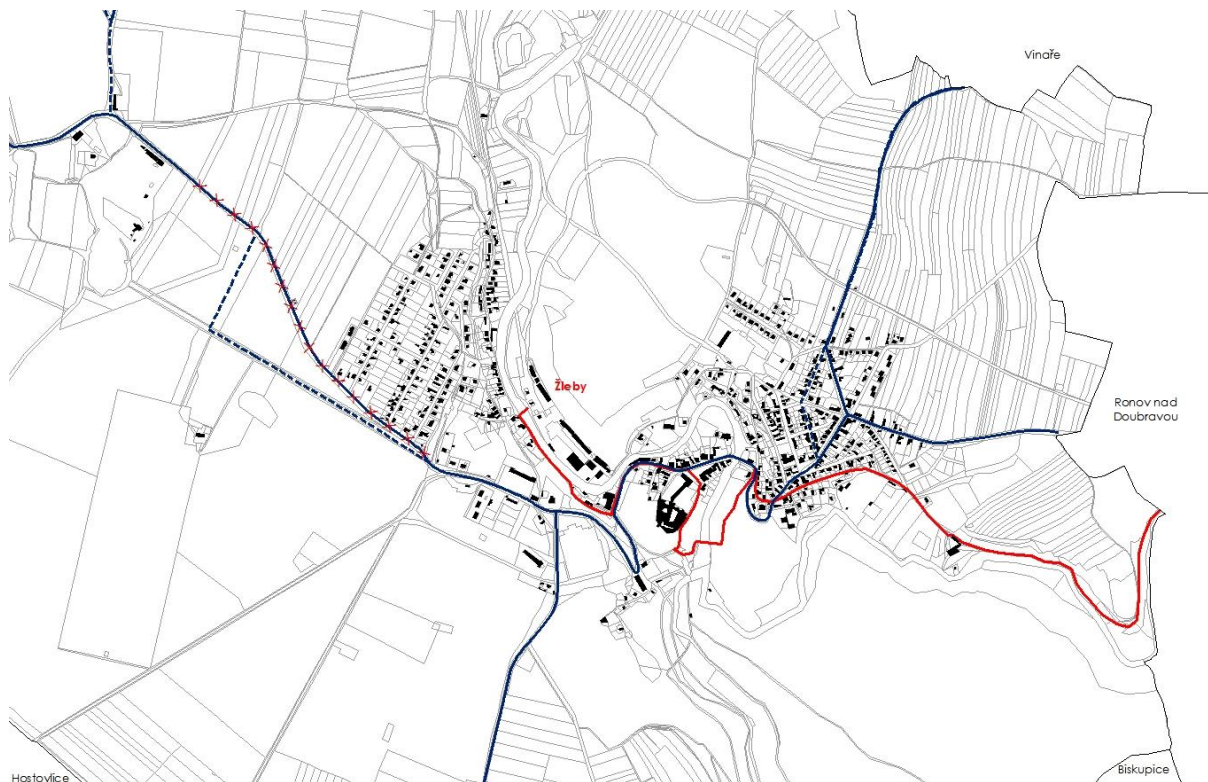 Vinaře
Žleby
Ronov nad
Doubravou
Biskupice
Hostovlice